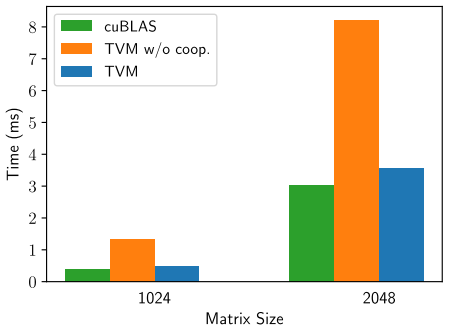 cuBLAS
TVM w/o coop.
TVM
Time (ms)
8
7
6
5
4
3
2
1
0
1024 2048
Matrix Size